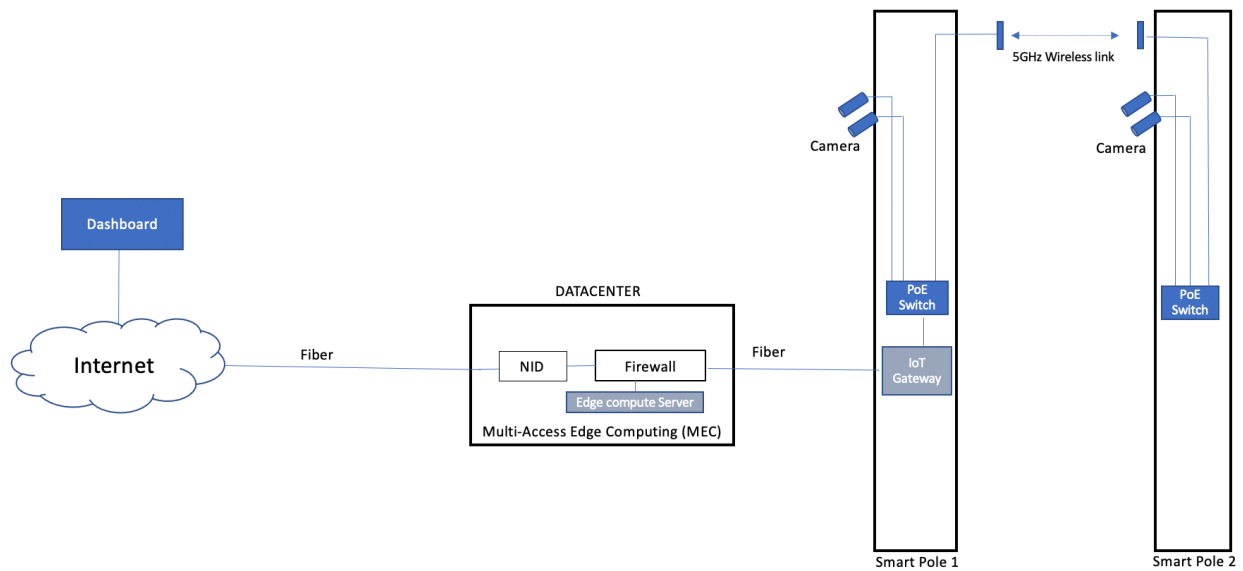 5GHz Wireless link
Camera
Camera
Dashboard
DATACENTER
PoE
Switch
PoE
Switch
Internet
Fiber
NID
Firewall
Fiber
IoT
Gateway
Edge compute Server
Multi-Access Edge Computing (MEC)
Smart Pole 1
Smart Pole 2